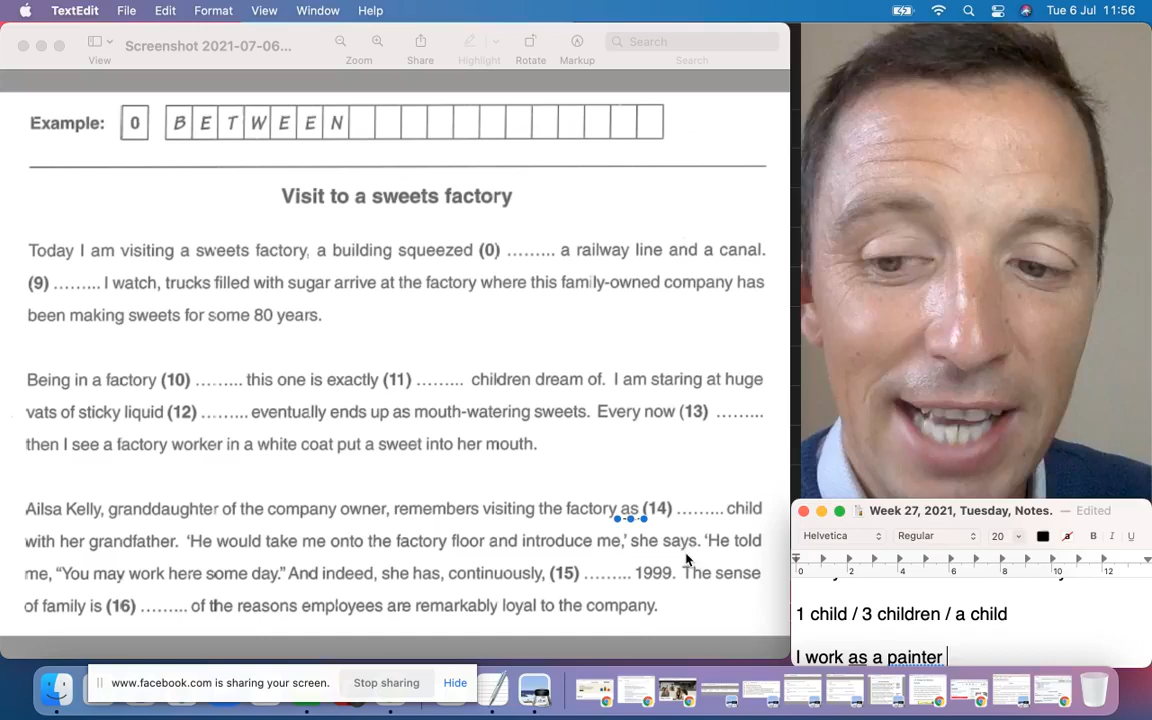 TextEdit File Edit Format View Window Help Tue 6 Jul 11:56
Screenshot 2021-07-06... Search
View Zoom Share Highlight Rotate Markup Search
Example: 0 BETWEEN
Visit to a sweets factory
Today I am visiting a sweets factory, a building squeezed (0) ......... a railway line and a canal.
(9) ......... I watch, trucks filled with sugar arrive at the factory where this family-owned company has
been making sweets for some 80 years.
Being in a factory (10) ......... this one is exactly (11) ......... children dream of. I am staring at huge
vats of sticky liquid (12) ......... eventually ends up as mouth-watering sweets. Every now (13) .........
then I see a factory worker in a white coat put a sweet into her mouth.
Ailsa Kelly, granddaughter of the company owner, remembers visiting the factory as (14) ......... child
with her grandfather. 'He would take me onto the factory floor and introduce me,' she says. 'He told
me, "You may work here some day." And indeed, she has, continuously, (15) ......... 1999. The sense
of family is (16) ......... of the reasons employees are remarkably loyal to the company.
Week 27, 2021, Tuesday, Notes. Edited
Helvetica Regular 20 a B I U
0 2 4 6 8 10 12
1 child / 3 children / a child
I work as a painter
www.facebook.com is sharing your screen. Stop sharing Hide